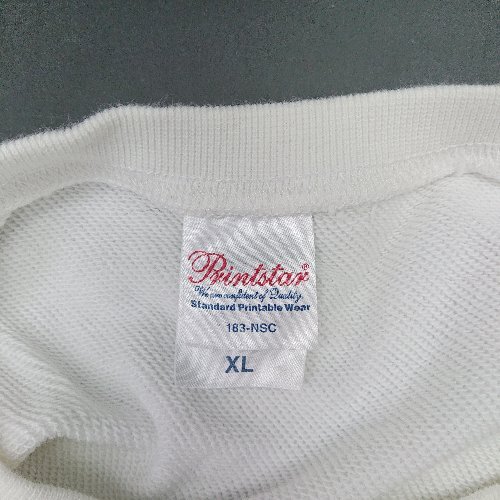 Printstar®
We are confident of Quality
Standard Printable Wear
183-NSC
XL